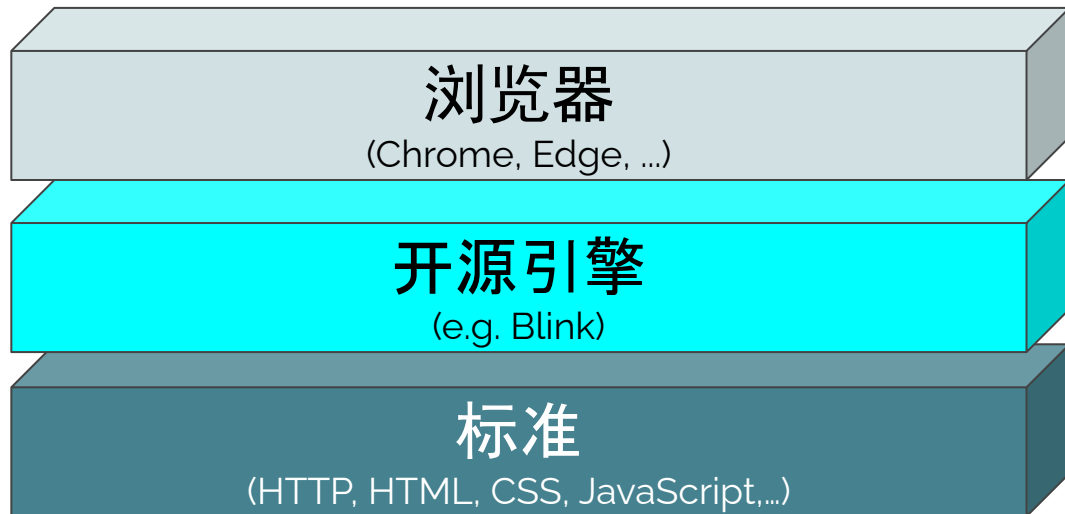 浏览器
(Chrome, Edge, ...)
开源引擎
(e.g. Blink)
标准
(HTTP, HTML, CSS, JavaScript,...)